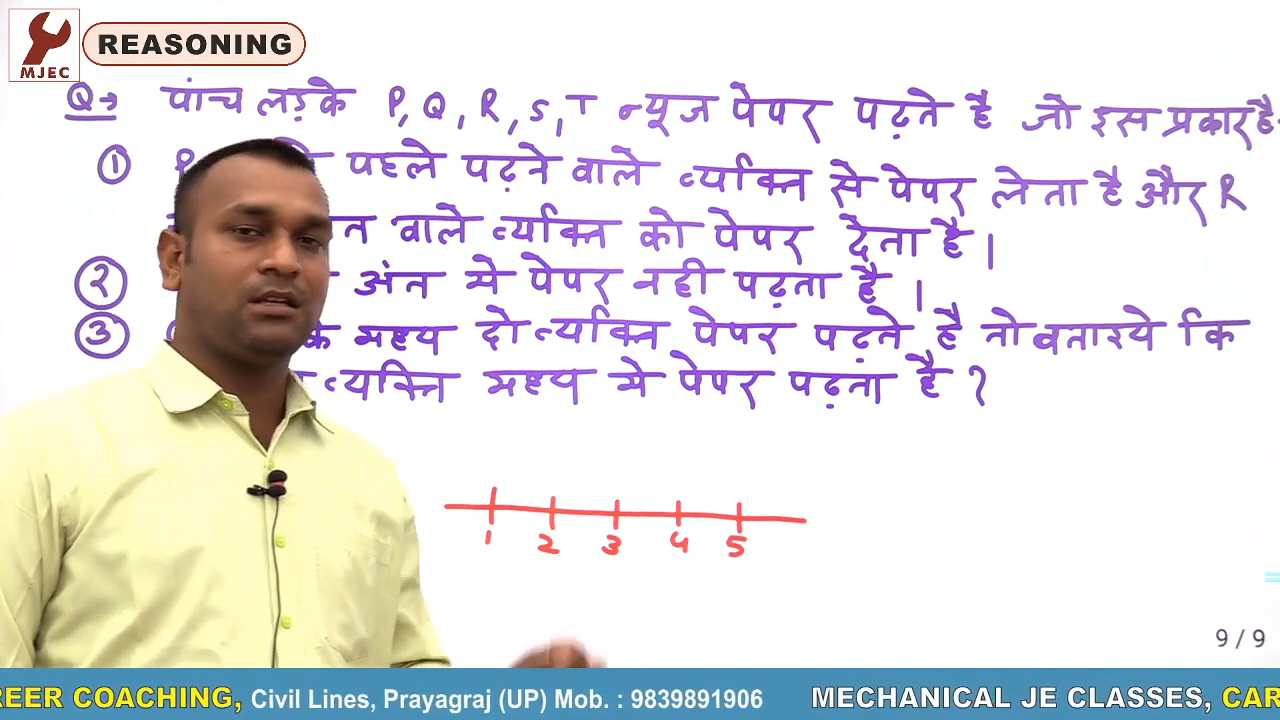 MJEC
REASONING
Q→ पांच लड़के P, Q, R, S, T न्यूज पेपर पढ़ते है जो इस प्रकार है-
① P पहले पढ़ने वाले व्यक्ति से पेपर लेता है और R
वाले व्यक्ति को पेपर देता है।
② अंत मे पेपर नही पढ़ता है।
③ के मध्य दो व्यक्ति पेपर पढ़ते है तो बताइये कि
व्यक्ति मध्य मे पेपर पढ़ता है ?
1 2 3 4 5
9 / 9
REER COACHING, Civil Lines, Prayagraj (UP) Mob. : 9839891906 MECHANICAL JE CLASSES, CAR